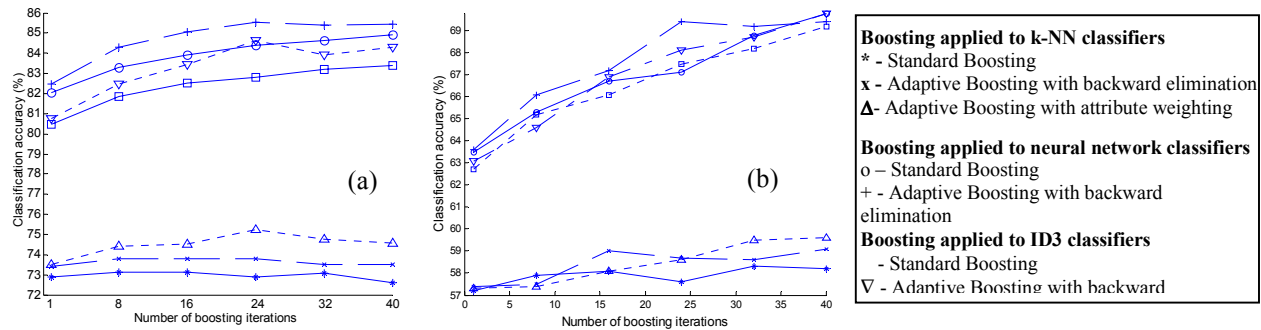 86
85
84
83
82
81
80
79
78
77
76
75
74
73
72
1
8
16
24
32
40
Classification accuracy (%)
Number of boosting iterations
(a)
69
68
67
66
65
64
63
62
61
60
59
58
57
0
5
10
15
20
25
30
35
40
Classification accuracy (%)
Number of boosting iterations
(b)
Boosting applied to k-NN classifiers
* - Standard Boosting
x - Adaptive Boosting with backward elimination
Δ- Adaptive Boosting with attribute weighting
Boosting applied to neural network classifiers
o – Standard Boosting
+ - Adaptive Boosting with backward
elimination
Boosting applied to ID3 classifiers
- Standard Boosting
∇ - Adaptive Boosting with backward